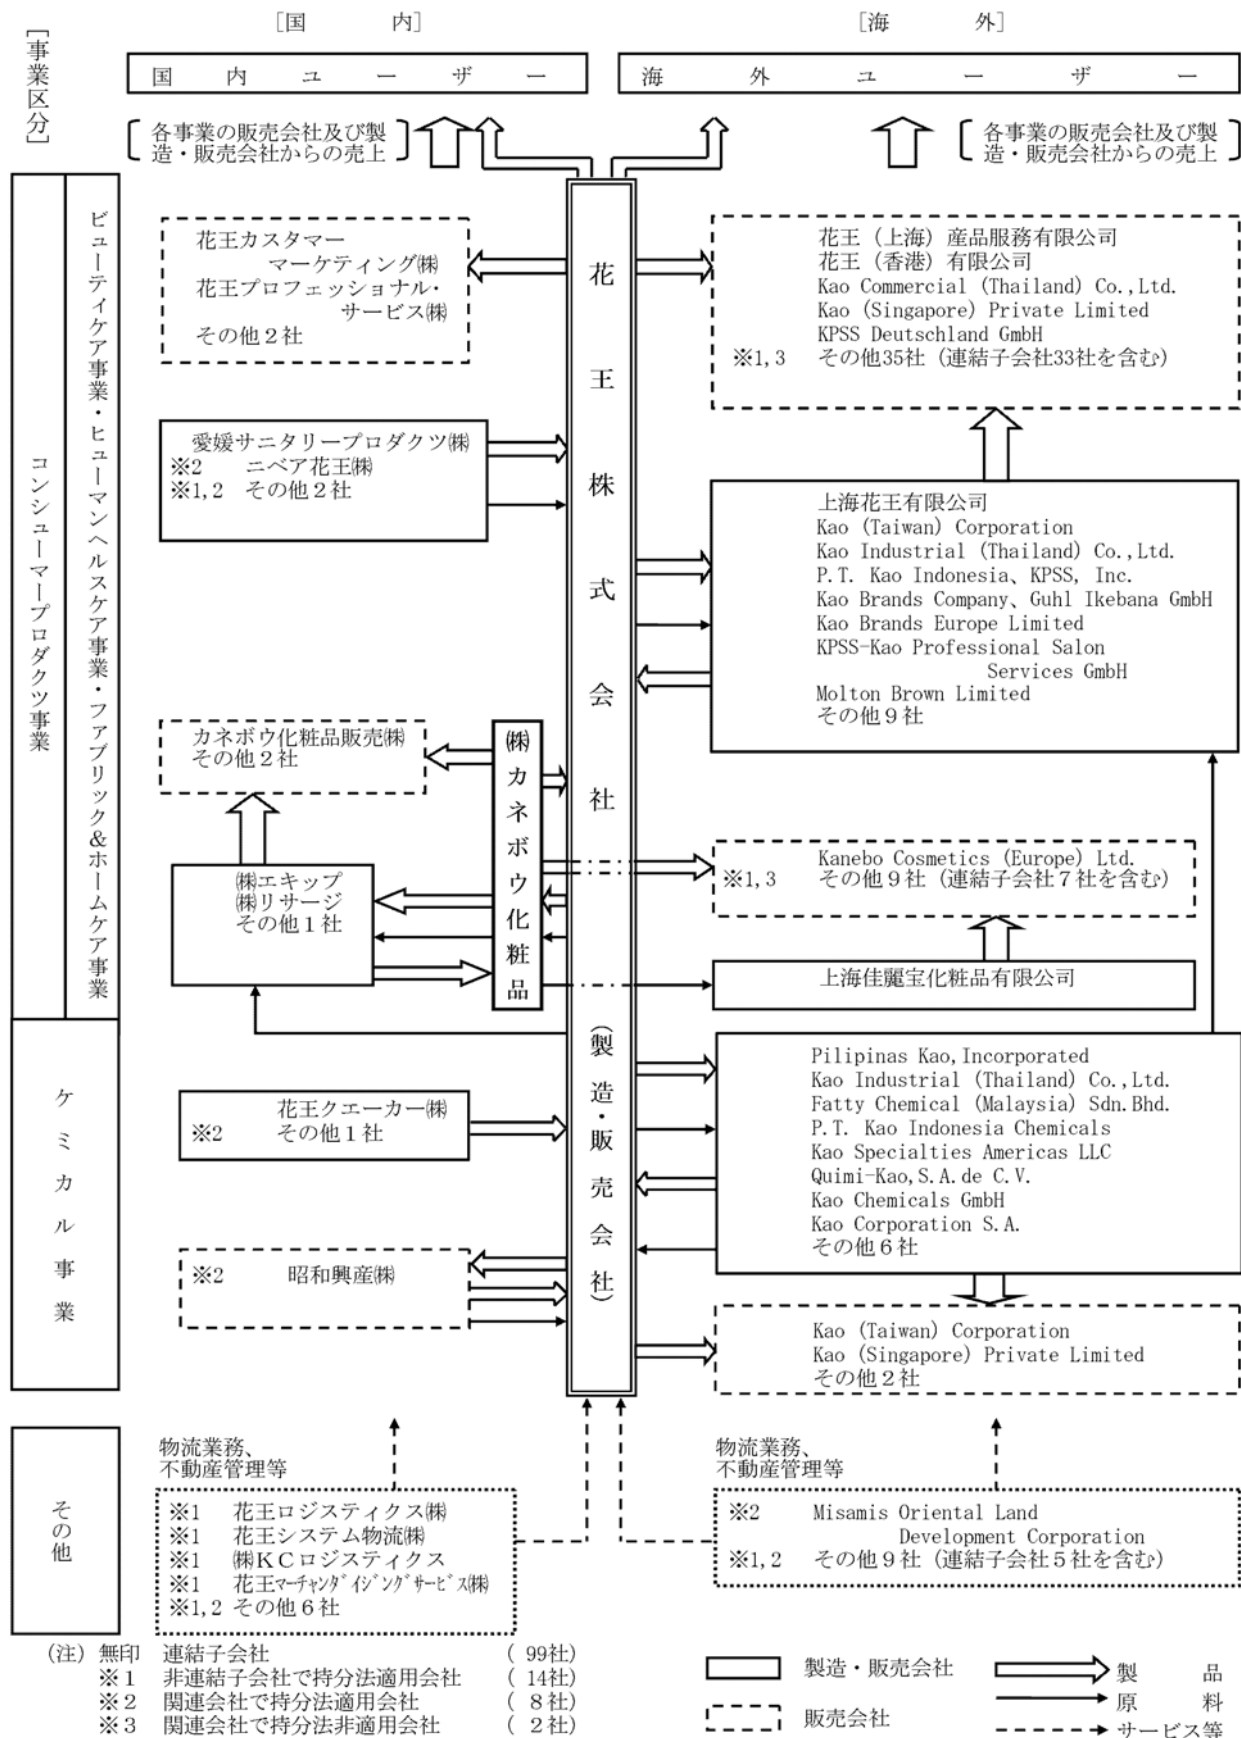 ［国　　　　内］
［海　　　　外］
［事業区分］
国内ユーザー
海外ユーザー
各事業の販売会社及び製
造・販売会社からの売上
各事業の販売会社及び製
造・販売会社からの売上
コンシューマープロダクツ事業
ビューティケア事業・ヒューマンヘルスケア事業・ファブリック＆ホームケア事業
花王カスタマー
マーケティング㈱
花王プロフェッショナル・
サービス㈱
その他２社
花王株式会社（製造・販売会社）
花王（上海）産品服務有限公司
花王（香港）有限公司
Kao Commercial (Thailand) Co.,Ltd.
Kao (Singapore) Private Limited
KPSS Deutschland GmbH
※1,3　その他35社（連結子会社33社を含む）
愛媛サニタリープロダクツ㈱
※2　ニベア花王㈱
※1,2　その他２社
上海花王有限公司
Kao (Taiwan) Corporation
Kao Industrial (Thailand) Co.,Ltd.
P.T. Kao Indonesia、KPSS, Inc.
Kao Brands Company、Guhl Ikebana GmbH
Kao Brands Europe Limited
KPSS-Kao Professional Salon
Services GmbH
Molton Brown Limited
その他９社
カネボウ化粧品販売㈱
その他２社
㈱カネボウ化粧品
㈱エキップ
㈱リサージ
その他１社
Kanebo Cosmetics (Europe) Ltd.
※1,3　その他９社（連結子会社７社を含む）
上海佳麗宝化粧品有限公司
ケミカル事業
花王クエーカー㈱
※2　その他１社
Pilipinas Kao,Incorporated
Kao Industrial (Thailand) Co.,Ltd.
Fatty Chemical (Malaysia) Sdn.Bhd.
P.T. Kao Indonesia Chemicals
Kao Specialties Americas LLC
Quimi-Kao,S.A.de C.V.
Kao Chemicals GmbH
Kao Corporation S.A.
その他６社
※2　昭和興産㈱
Kao (Taiwan) Corporation
Kao (Singapore) Private Limited
その他２社
その他
物流業務、
不動産管理等
※1　花王ロジスティクス㈱
※1　花王システム物流㈱
※1　㈱ＫＣロジスティクス
※1　花王ﾏｰﾁｬﾝﾀﾞｲｼﾞﾝｸﾞｻｰﾋﾞｽ㈱
※1,2　その他６社
物流業務、
不動産管理等
※2　Misamis Oriental Land
Development Corporation
※1,2　その他９社（連結子会社５社を含む）
（注）無印　連結子会社　（ 99社）
※１　非連結子会社で持分法適用会社　（ 14社）
※２　関連会社で持分法適用会社　（ ８社）
※３　関連会社で持分法非適用会社　（ ２社）
製造・販売会社
販売会社
製　　品
原　　料
サービス等